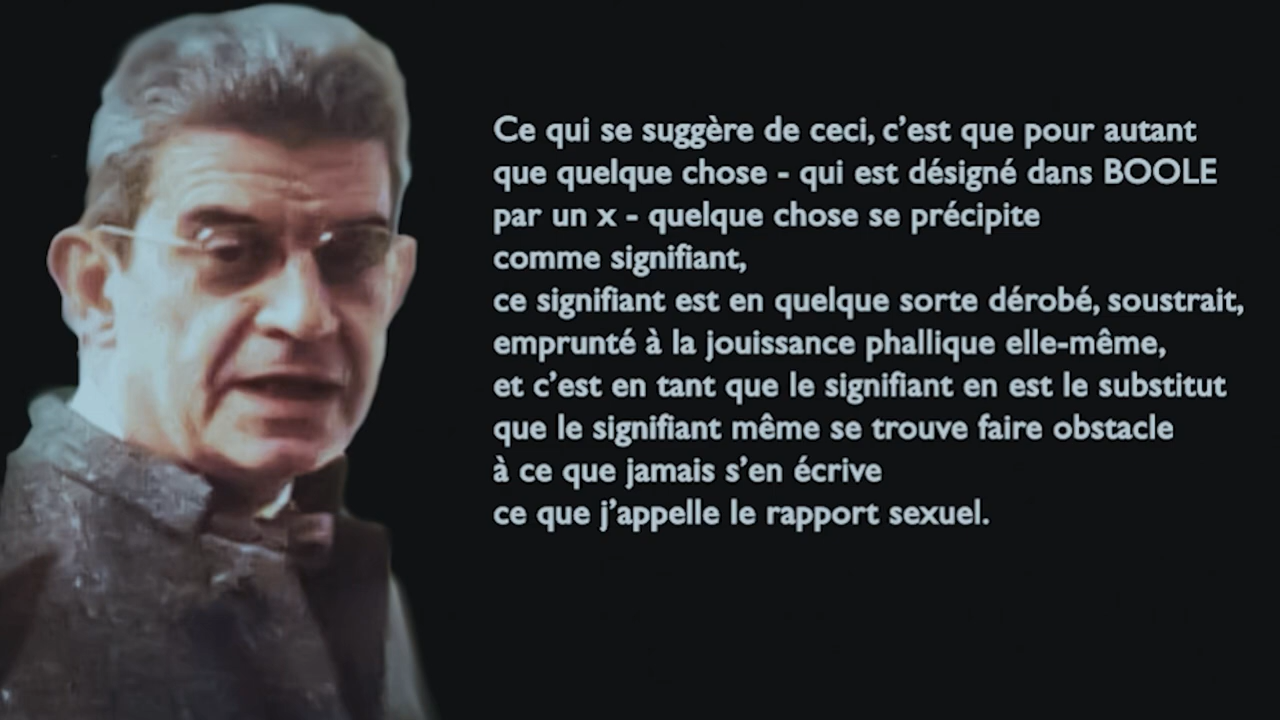 Ce qui se suggère de ceci, c’est que pour autant
que quelque chose - qui est désigné dans BOOLE
par un x - quelque chose se précipite
comme signifiant,
ce signifiant est en quelque sorte dérobé, soustrait,
emprunté à la jouissance phallique elle-même,
et c’est en tant que le signifiant en est le substitut
que le signifiant même se trouve faire obstacle
à ce que jamais s’en écrive
ce que j’appelle le rapport sexuel.